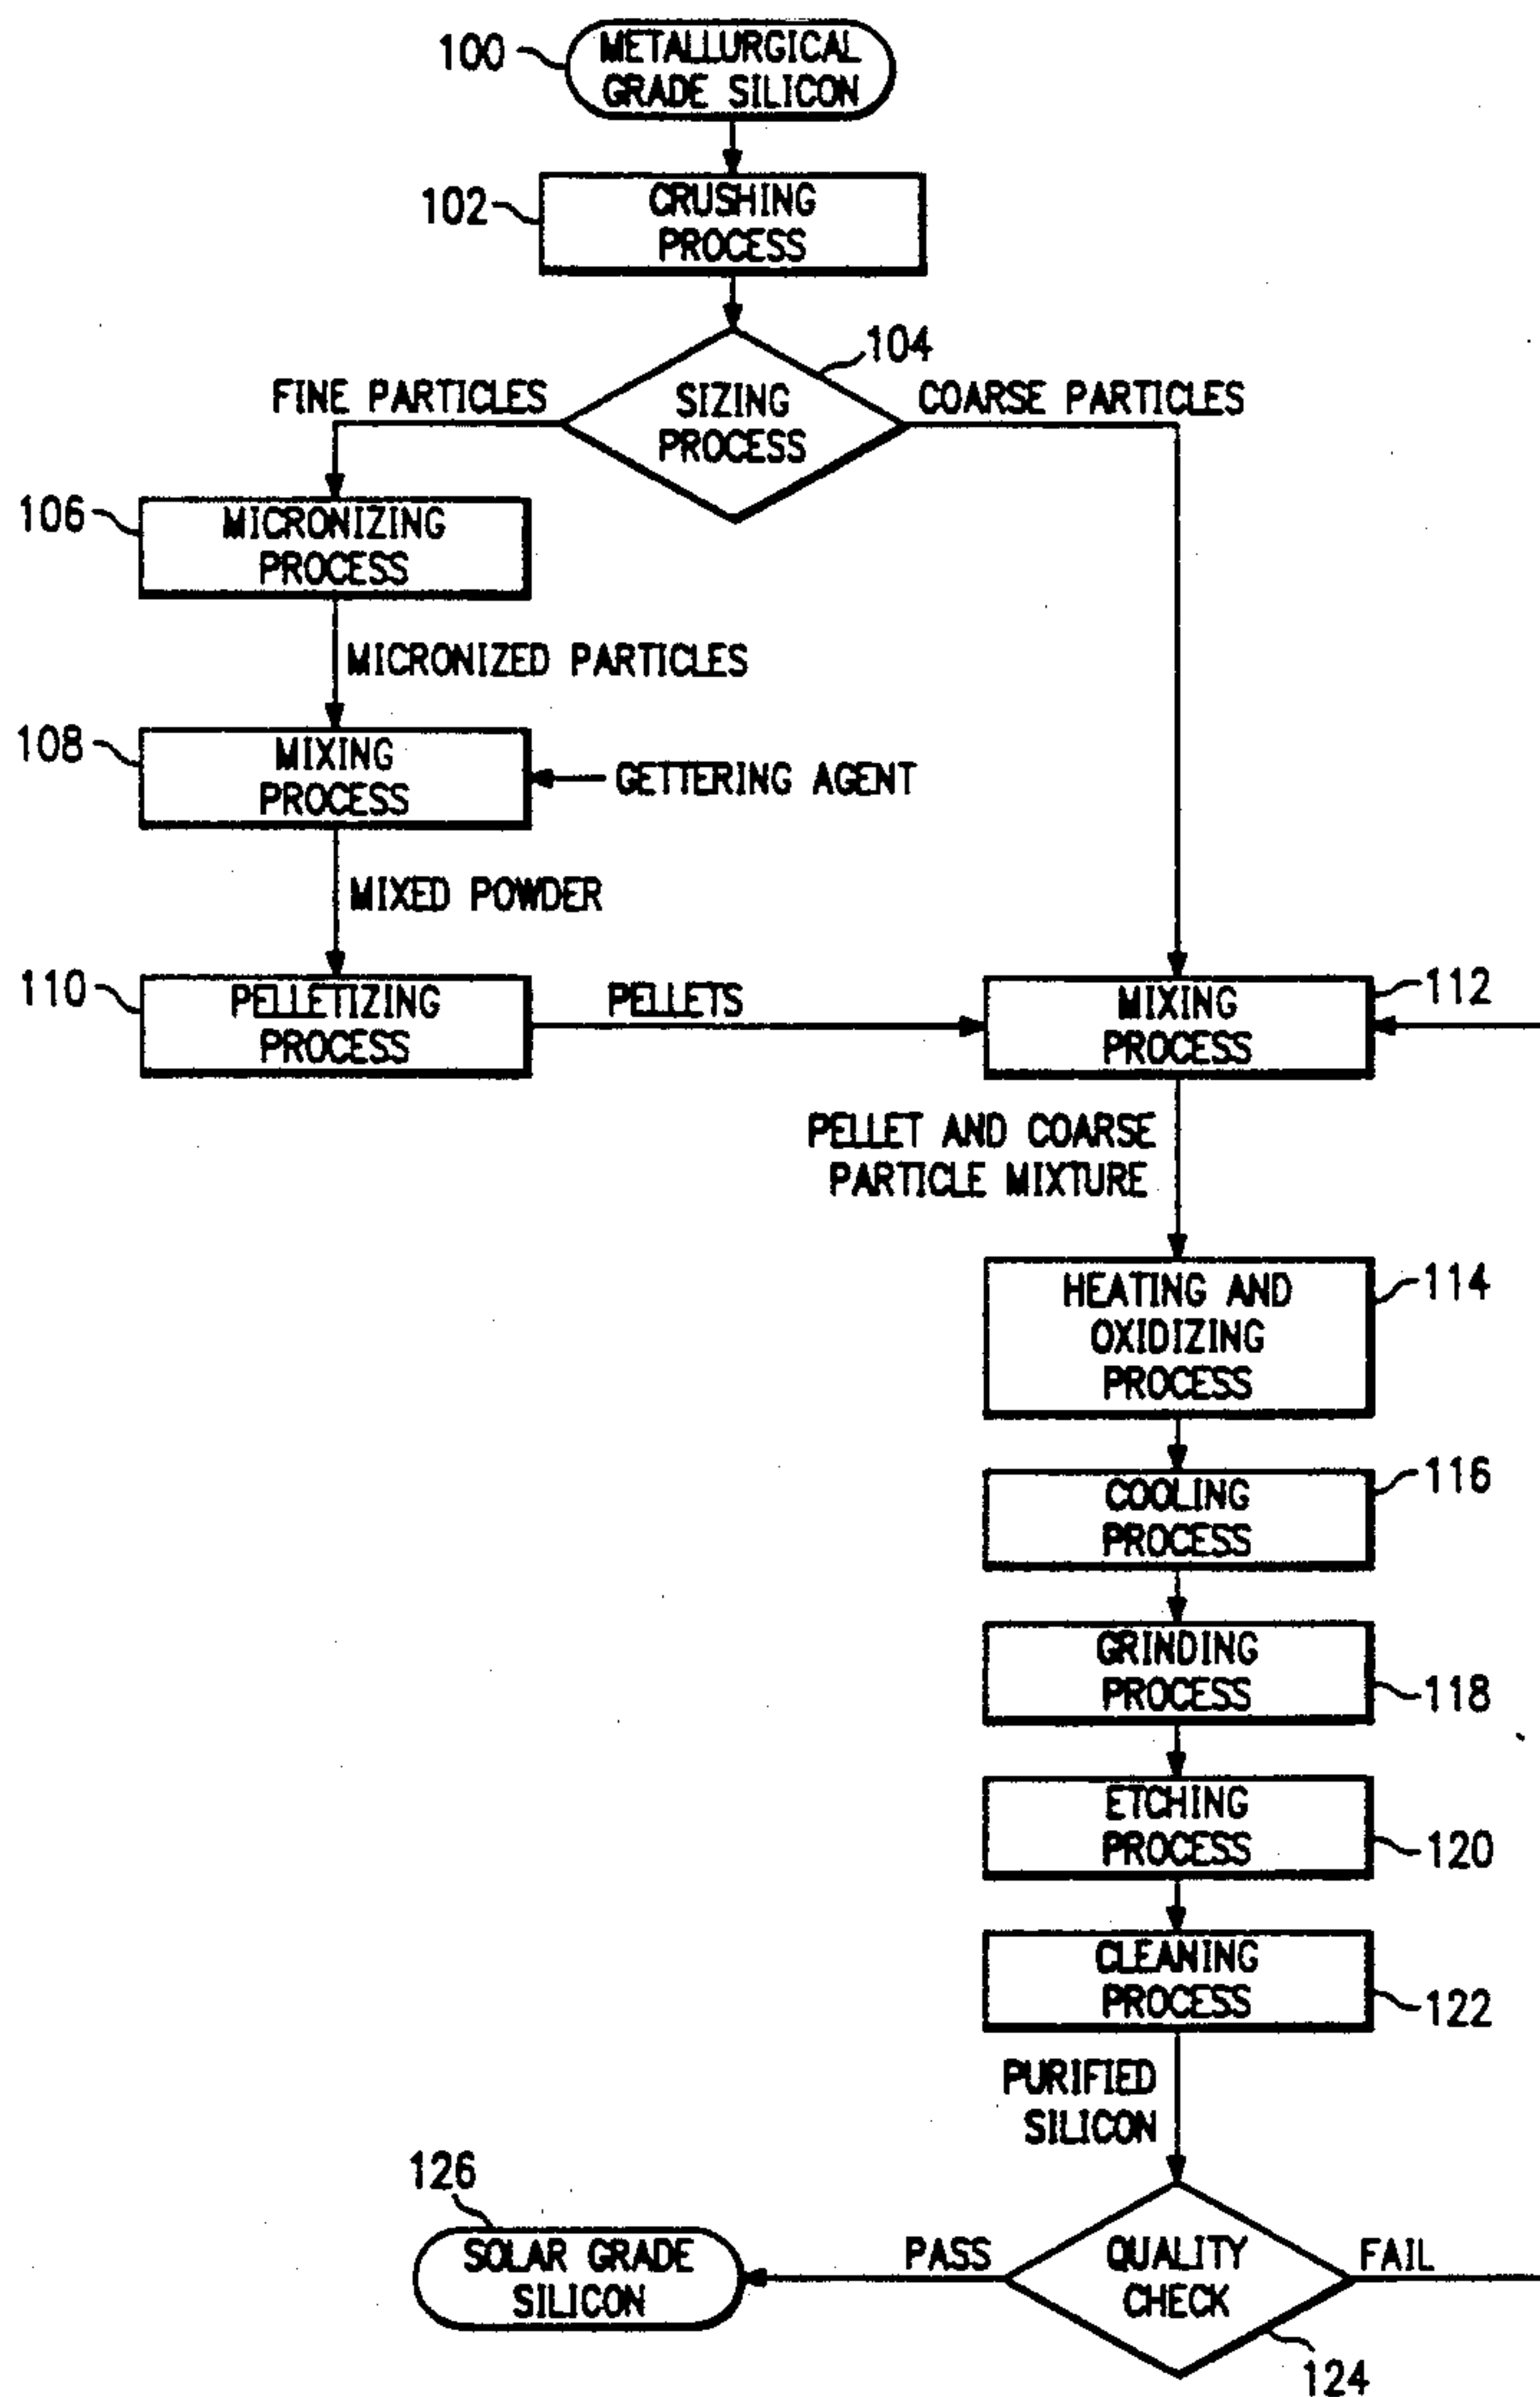 100
METALLURGICAL
GRADE SILICON
102
CRUSHING
PROCESS
104
FINE PARTICLES
SIZING
PROCESS
COARSE PARTICLES
106
MICRONIZING
PROCESS
MICRONIZED PARTICLES
108
MIXING
PROCESS
GETTERING AGENT
MIXED POWDER
110
PELLETIZING
PROCESS
PELLETS
MIXING
PROCESS
112
PELLET AND COARSE
PARTICLE MIXTURE
HEATING AND
OXIDIZING
PROCESS
114
COOLING
PROCESS
116
GRINDING
PROCESS
118
ETCHING
PROCESS
120
CLEANING
PROCESS
122
PURIFIED
SILICON
126
SOLAR GRADE
SILICON
PASS
QUALITY
CHECK
FAIL
124